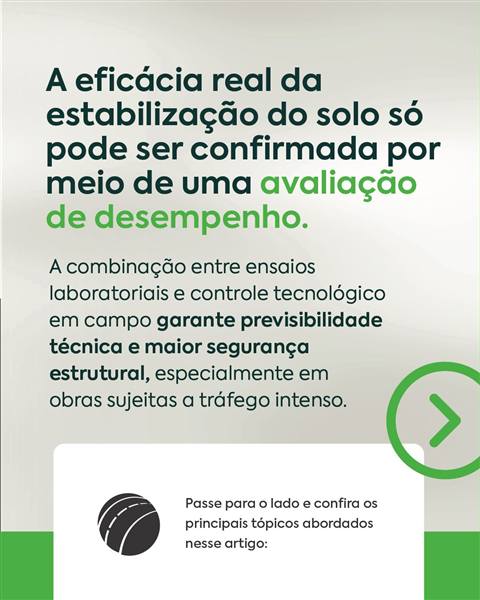 A eficácia real da
estabilização do solo só
pode ser confirmada por
meio de uma avaliação
de desempenho.
A combinação entre ensaios
laboratoriais e controle tecnológico
em campo garante previsibilidade
técnica e maior segurança
estrutural, especialmente em
obras sujeitas a tráfego intenso.
Passe para o lado e confira os
principais tópicos abordados
nesse artigo: